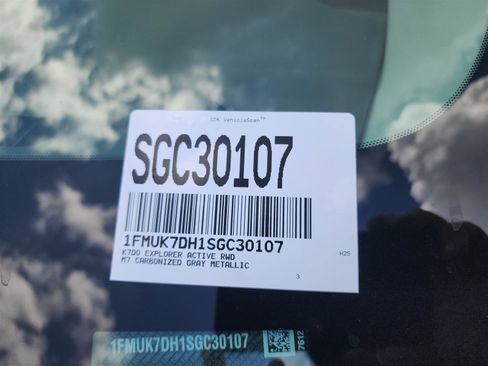 CDK VehicleScan™
SGC30107
1FMUK7DH1SGC30107
K7D0 EXPLORER ACTIVE RWD
M7 CARBONIZED GRAY METALLIC
H25
3
1FMUK7DH1SGC30107
7612